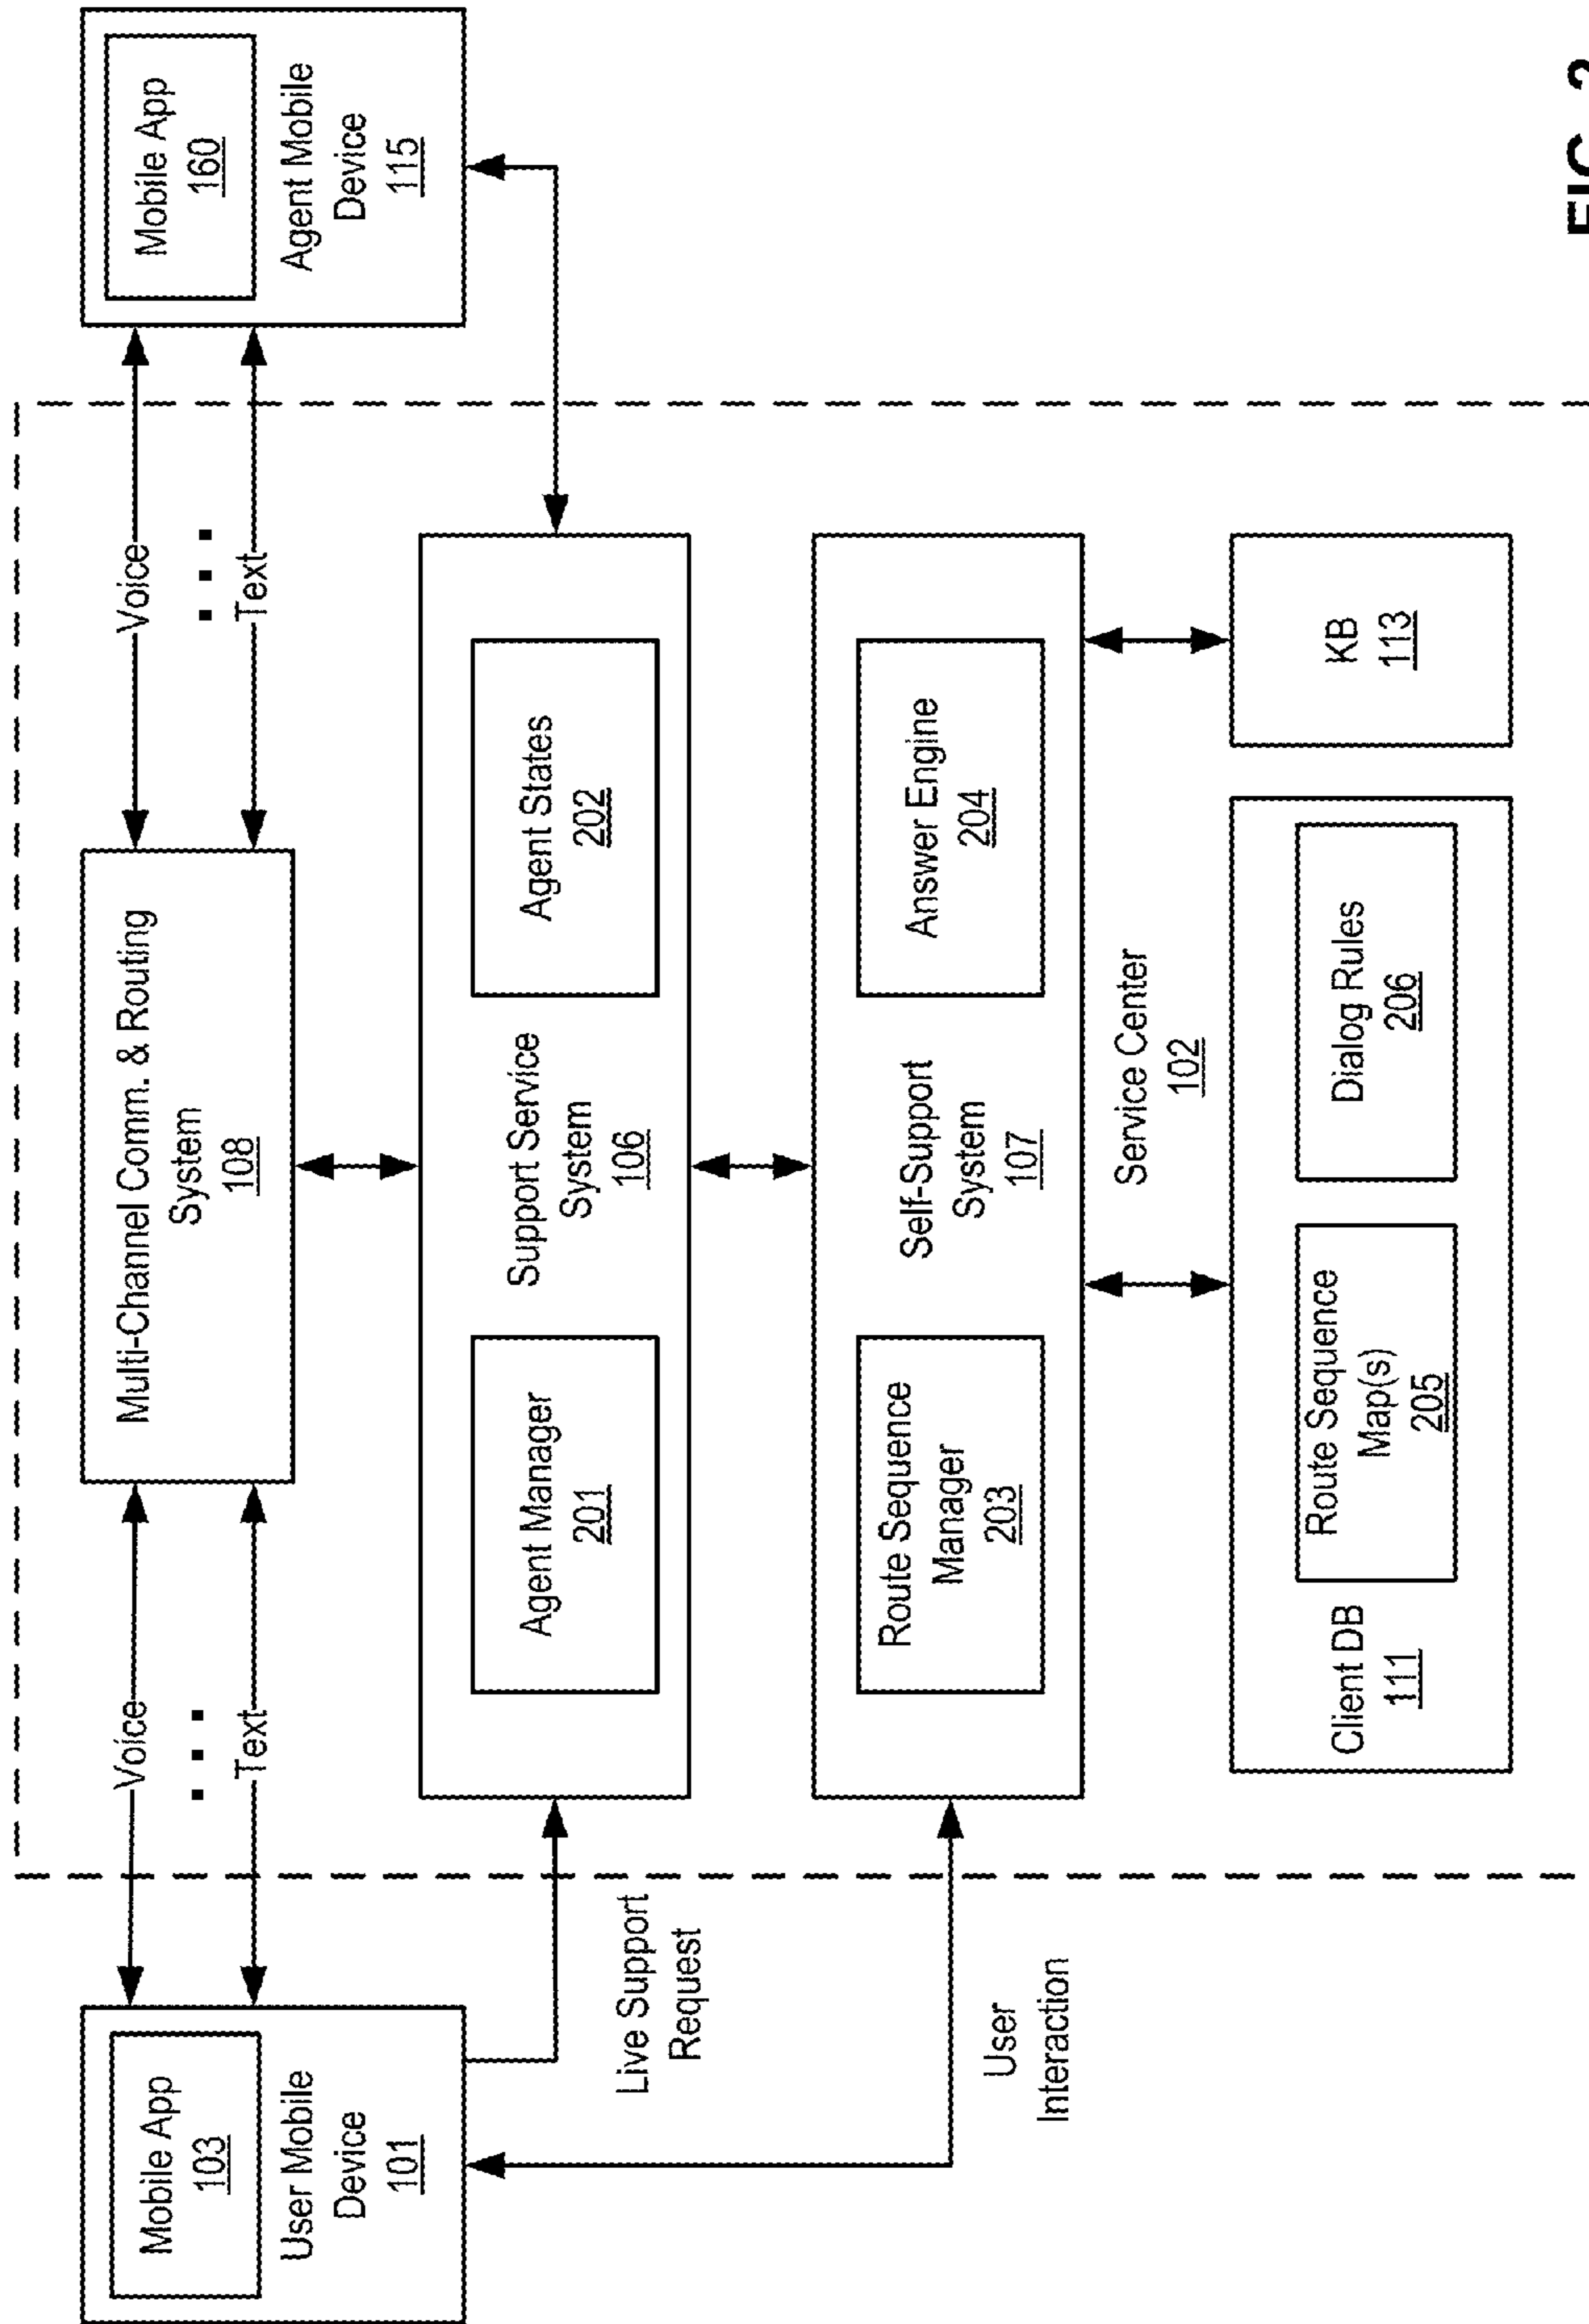 Mobile App
103
User Mobile
Device
101
Voice
Text
Multi-Channel Comm. & Routing
System
108
Voice
Text
Mobile App
160
Agent Mobile
Device
115
Live Support
Request
Agent Manager
201
Support Service
System
106
Agent States
202
User
Interaction
Route Sequence
Manager
203
Self-Support
System
107
Answer Engine
204
Service Center
102
Client DB
111
Route Sequence
Map(s)
205
Dialog Rules
206
KB
113
FIG.